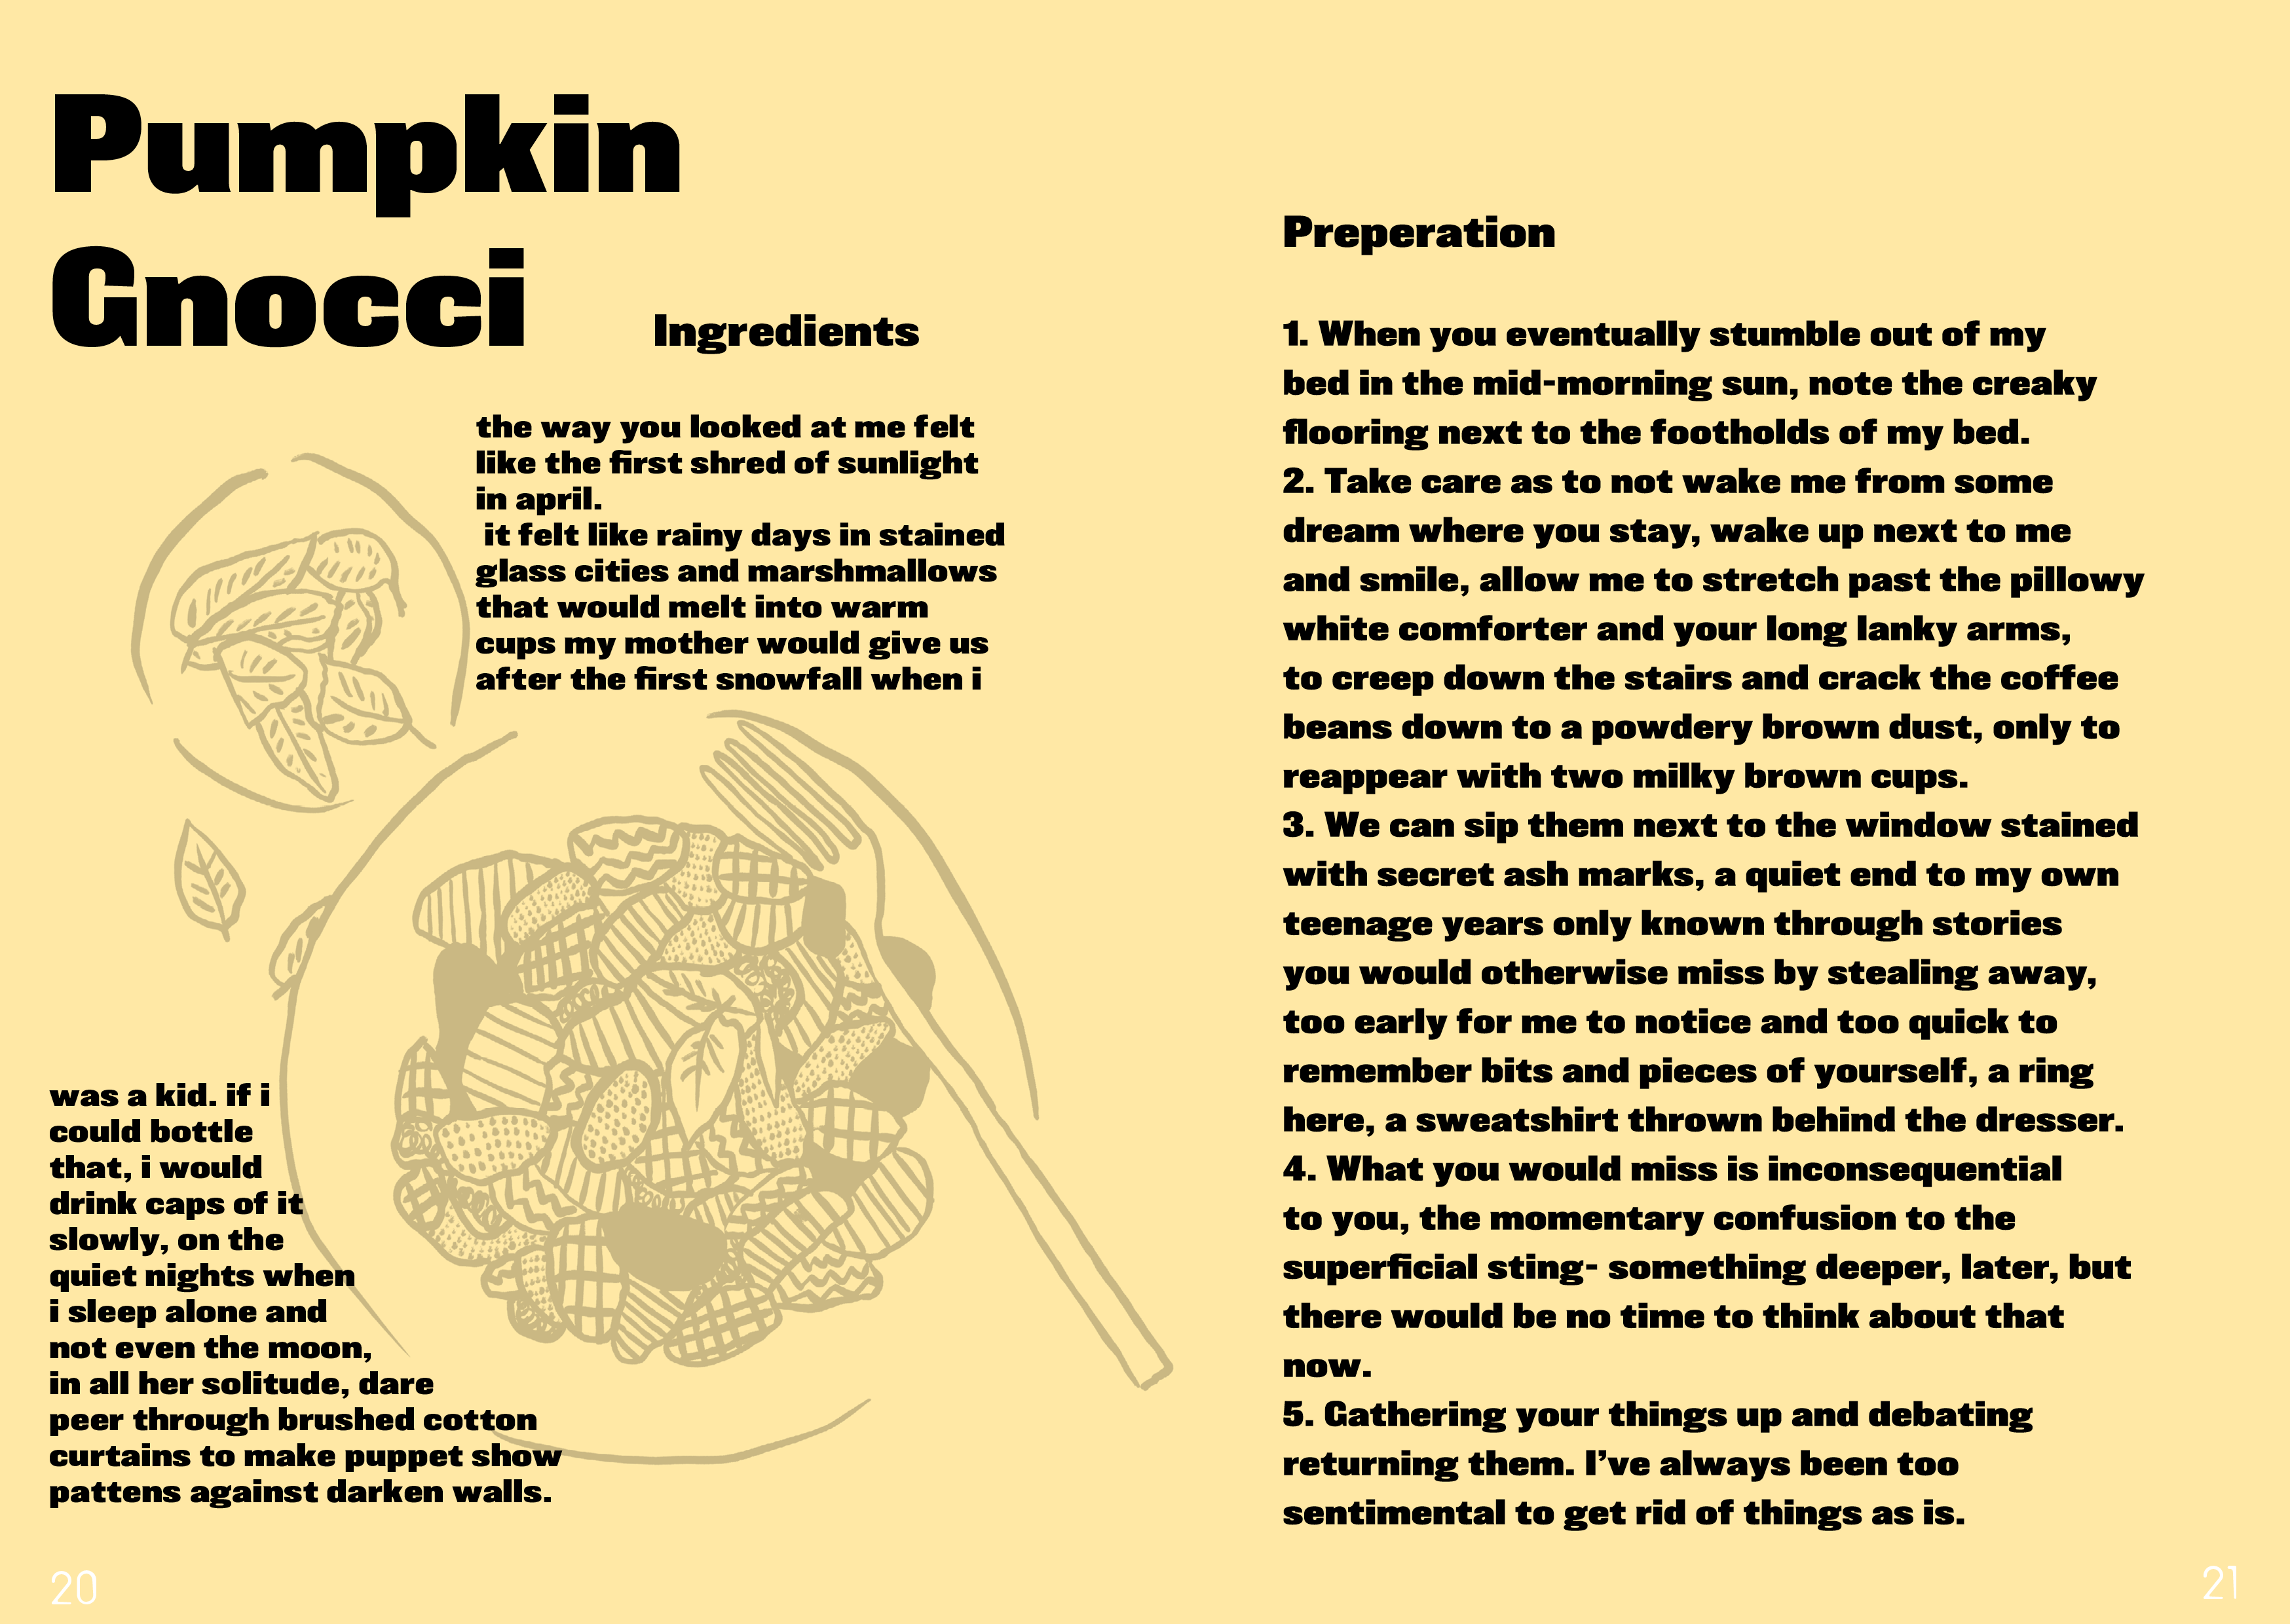 Pumpkin
Gnocci
Ingredients
the way you looked at me felt
like the first shred of sunlight
in april.
it felt like rainy days in stained
glass cities and marshmallows
that would melt into warm
cups my mother would give us
after the first snowfall when i
was a kid. if i
could bottle
that, i would
drink caps of it
slowly, on the
quiet nights when
i sleep alone and
not even the moon,
in all her solitude, dare
peer through brushed cotton
curtains to make puppet show
pattens against darken walls.
20
Preperation
1. When you eventually stumble out of my
bed in the mid-morning sun, note the creaky
flooring next to the footholds of my bed.
2. Take care as to not wake me from some
dream where you stay, wake up next to me
and smile, allow me to stretch past the pillowy
white comforter and your long lanky arms,
to creep down the stairs and crack the coffee
beans down to a powdery brown dust, only to
reappear with two milky brown cups.
3. We can sip them next to the window stained
with secret ash marks, a quiet end to my own
teenage years only known through stories
you would otherwise miss by stealing away,
too early for me to notice and too quick to
remember bits and pieces of yourself, a ring
here, a sweatshirt thrown behind the dresser.
4. What you would miss is inconsequential
to you, the momentary confusion to the
superficial sting- something deeper, later, but
there would be no time to think about that
now.
5. Gathering your things up and debating
returning them. I've always been too
sentimental to get rid of things as is.
21